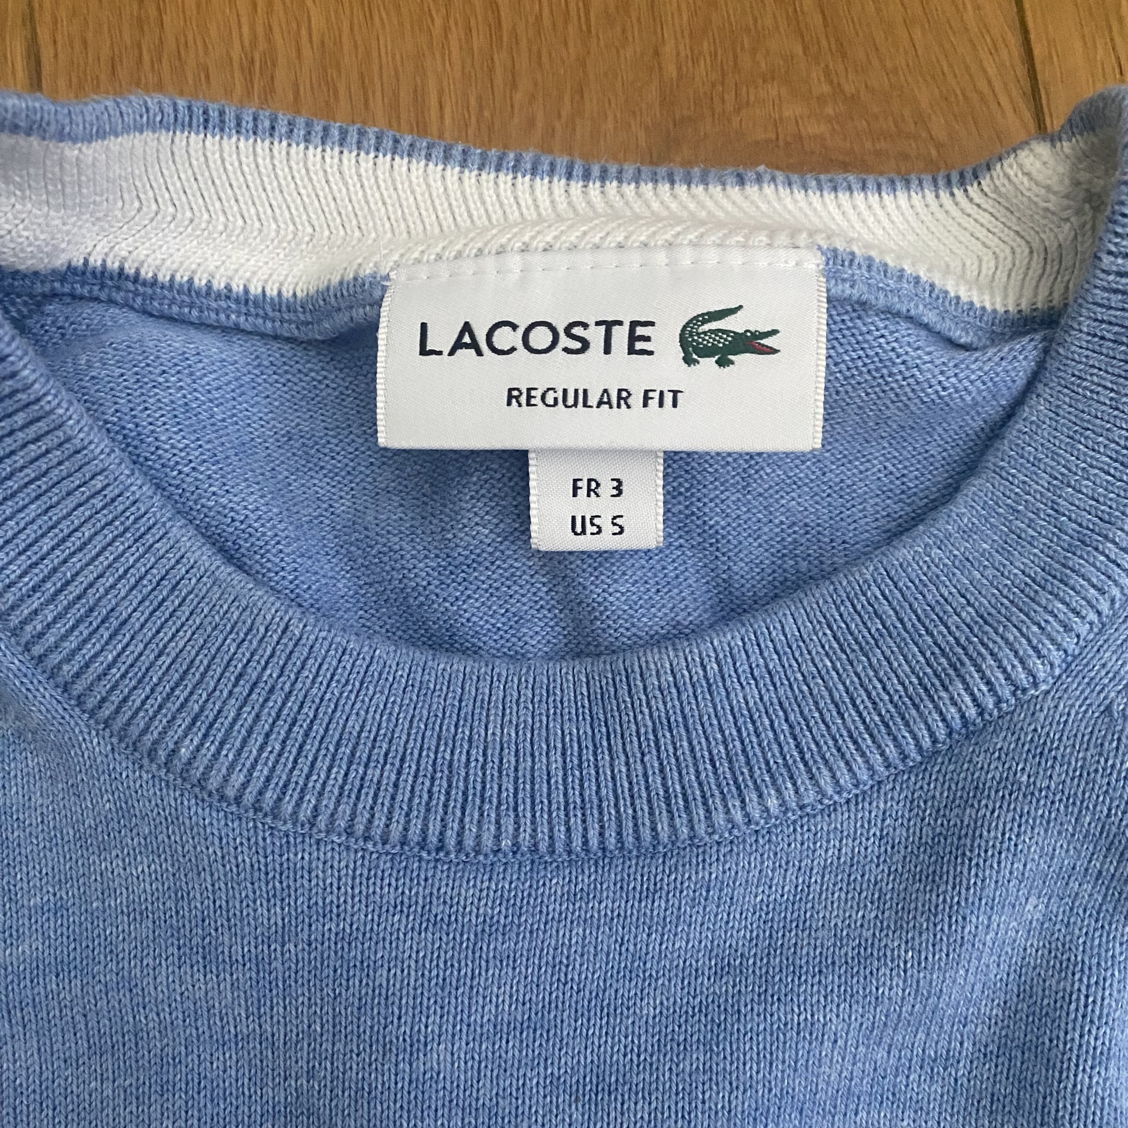 LACOSTE
REGULAR FIT
FR 3
US S